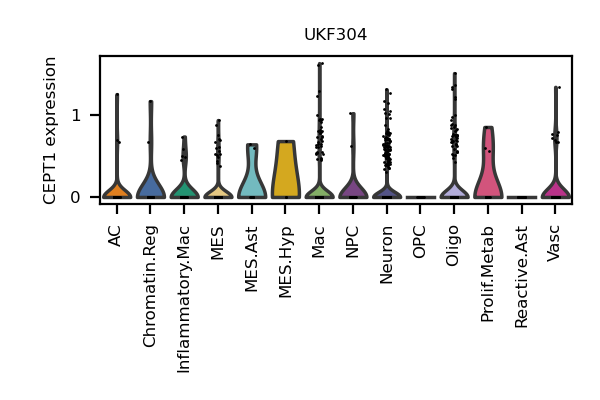 UKF304
CEPT1 expression
1
0
AC
Chromatin.Reg
Inflammatory.Mac
MES
MES.Ast
MES.Hyp
Mac
NPC
Neuron
OPC
Oligo
Prolif.Metab
Reactive.Ast
Vasc